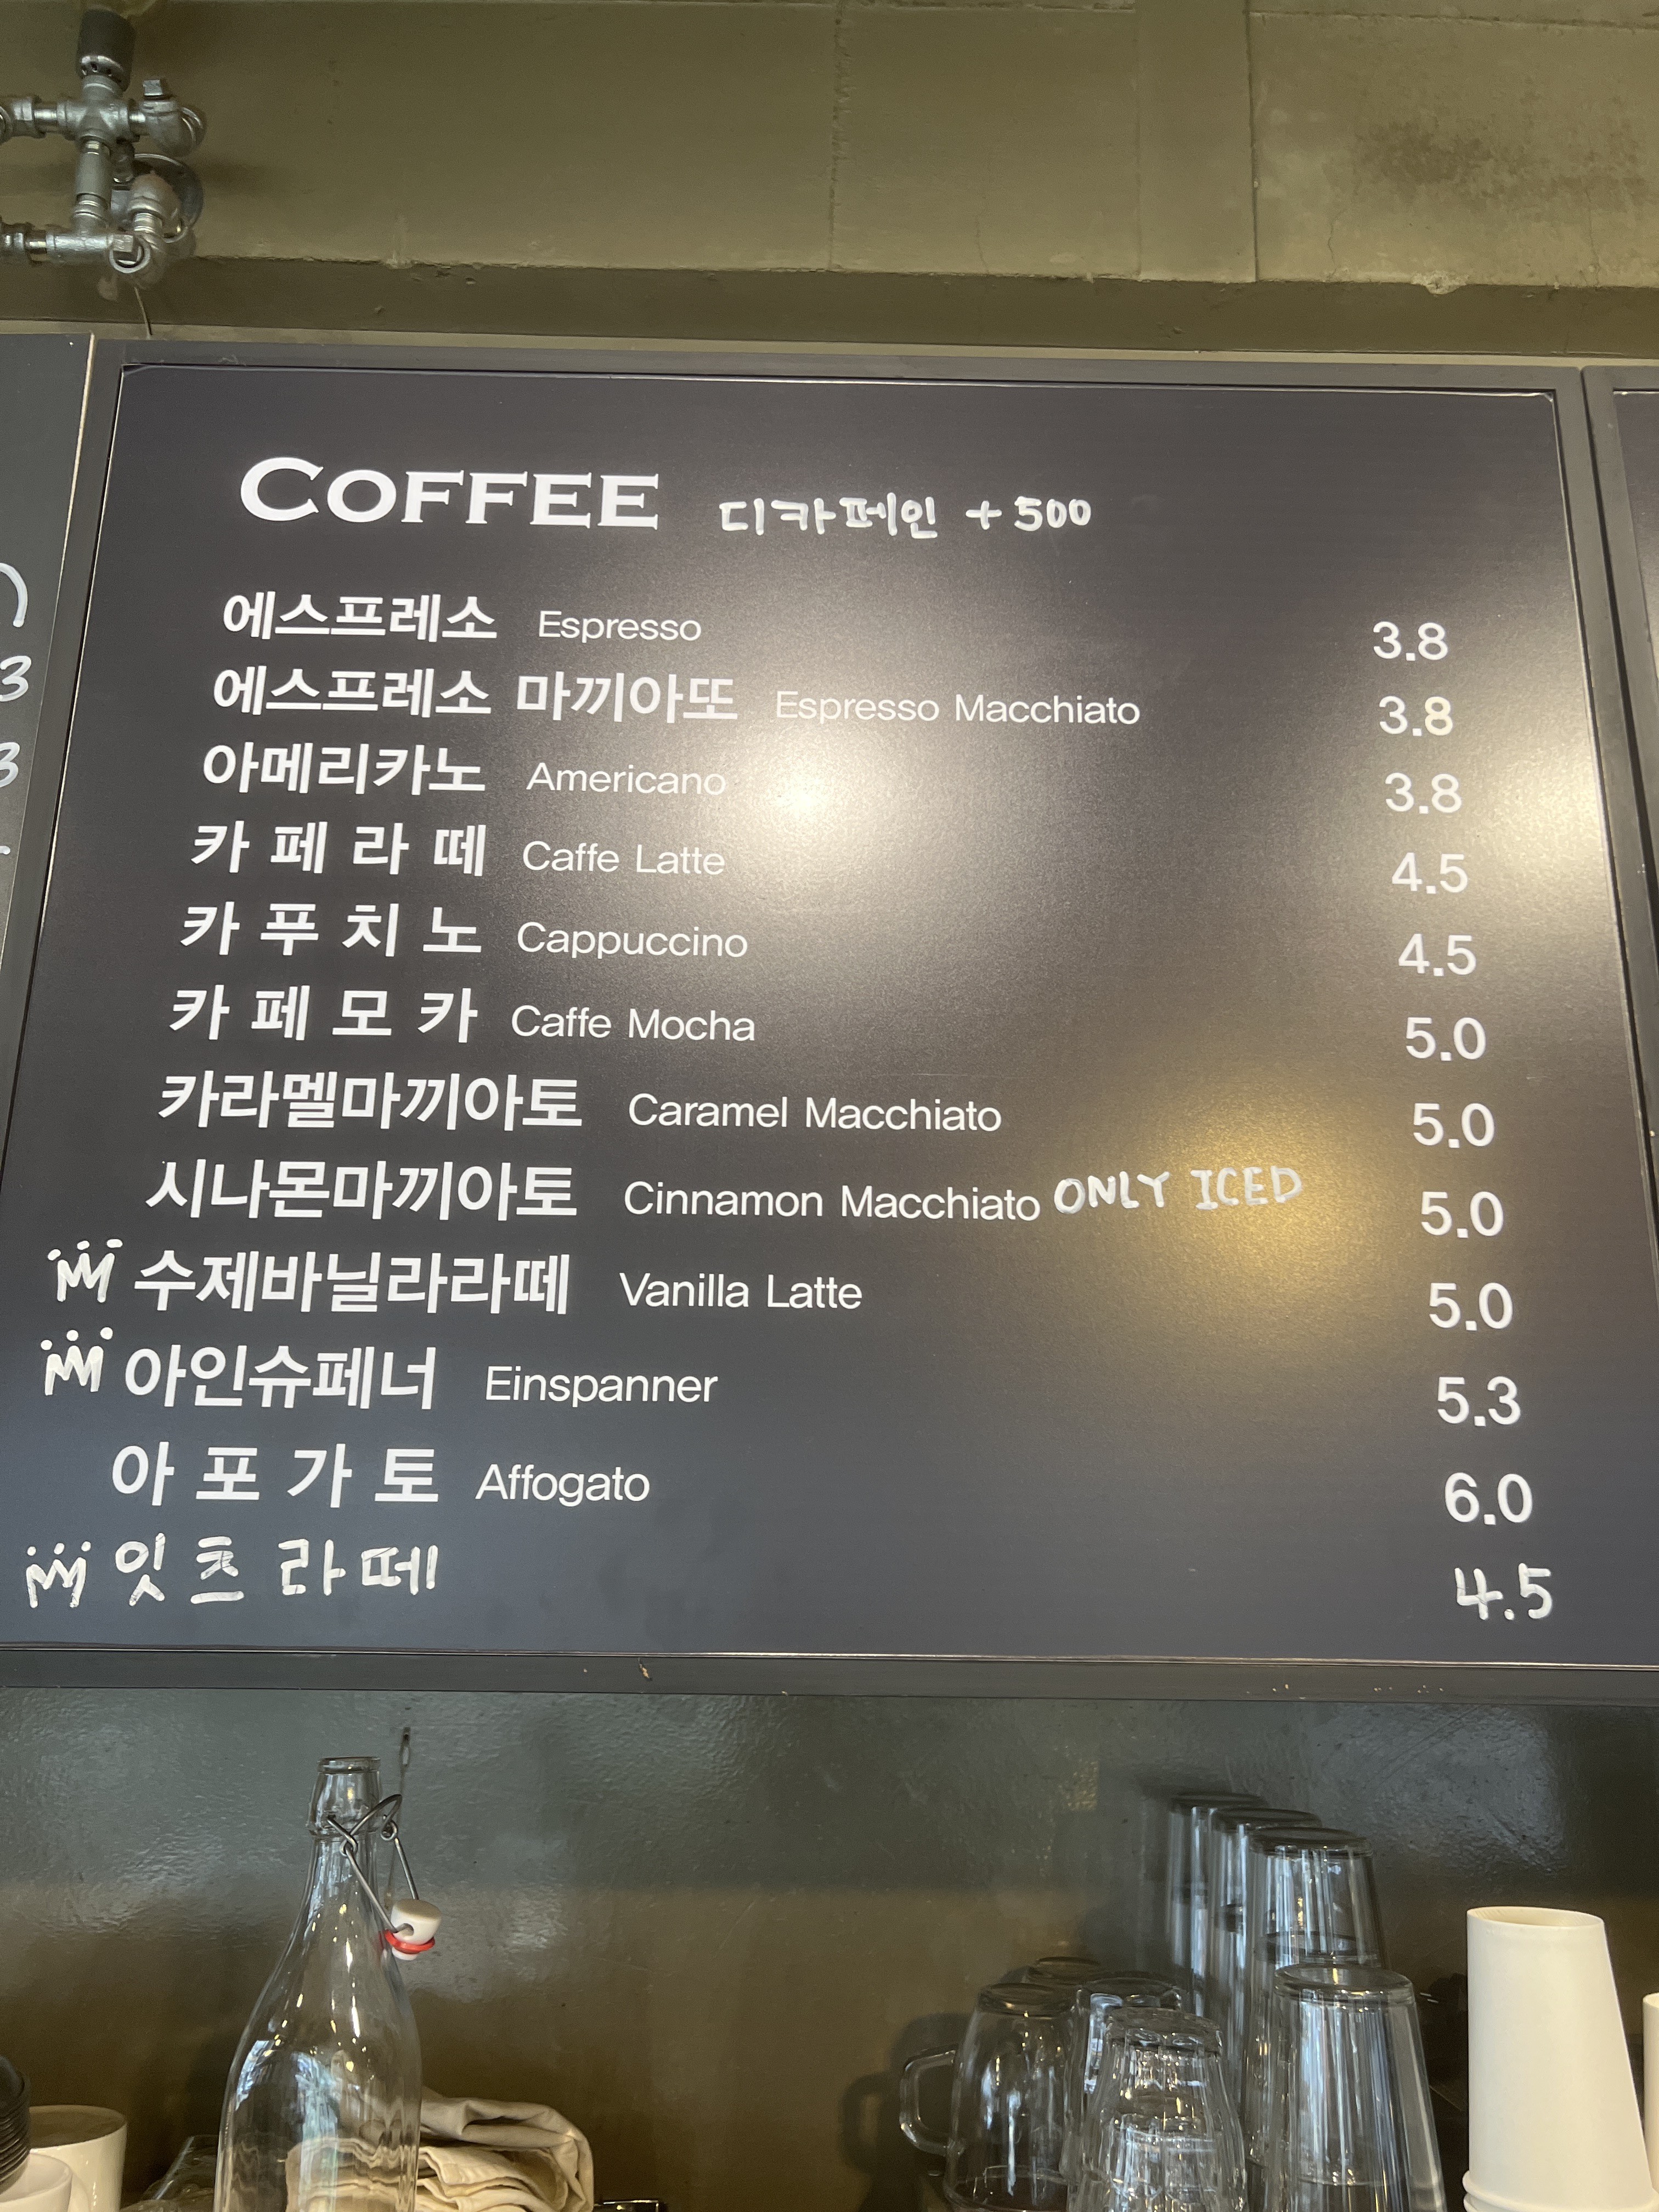 COFFEE 디카페인 +500
에스프레소 Espresso 3.8
에스프레소 마끼아또 Espresso Macchiato 3.8
아메리카노 Americano 3.8
카 페 라 떼 Caffe Latte 4.5
카 푸 치 노 Cappuccino 4.5
카 페 모 카 Caffe Mocha 5.0
카라멜마끼아토 Caramel Macchiato 5.0
시나몬마끼아토 Cinnamon Macchiato ONLY ICED 5.0
수제바닐라라떼 Vanilla Latte 5.0
아인슈페너 Einspanner 5.3
아 포 가 토 Affogato 6.0
잇츠 라떼 4.5